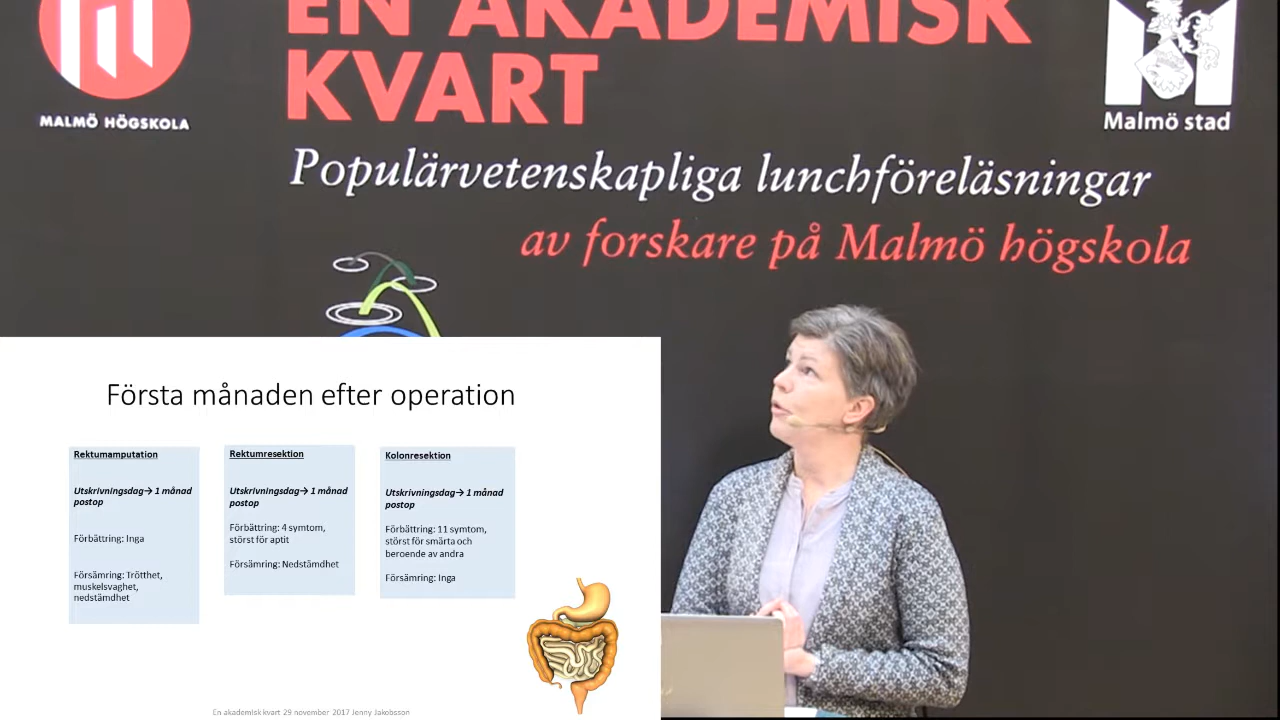 EN AKADEMISK
KVART
MALMÖ HÖGSKOLA
Malmö stad
Populärvetenskapliga lunchföreläsningar
av forskare på Malmö högskola
Första månaden efter operation
Rektumamputation
Utskrivningsdag→ 1 månad
postop
Förbättring: Inga
Försämring: Trötthet,
muskelsvaghet,
nedstämdhet
Rektumresektion
Utskrivningsdag→ 1 månad
postop
Förbättring: 4 symtom,
störst för aptit
Försämring: Nedstämdhet
Kolonresektion
Utskrivningsdag→ 1 månad
postop
Förbättring: 11 symtom,
störst för smärta och
beroende av andra
Försämring: Inga
En akademisk kvart 29 november 2017 Jenny Jakobsson